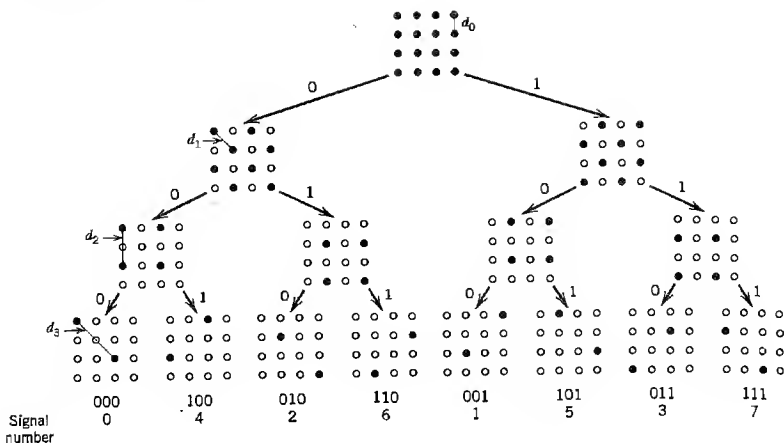 d₀
0 1
d₁
0 1 0 1
d₂
0 1 0 1 0 1 0 1
d₃
000 100 010 110 001 101 011 111
Signal number 0 4 2 6 1 5 3 7